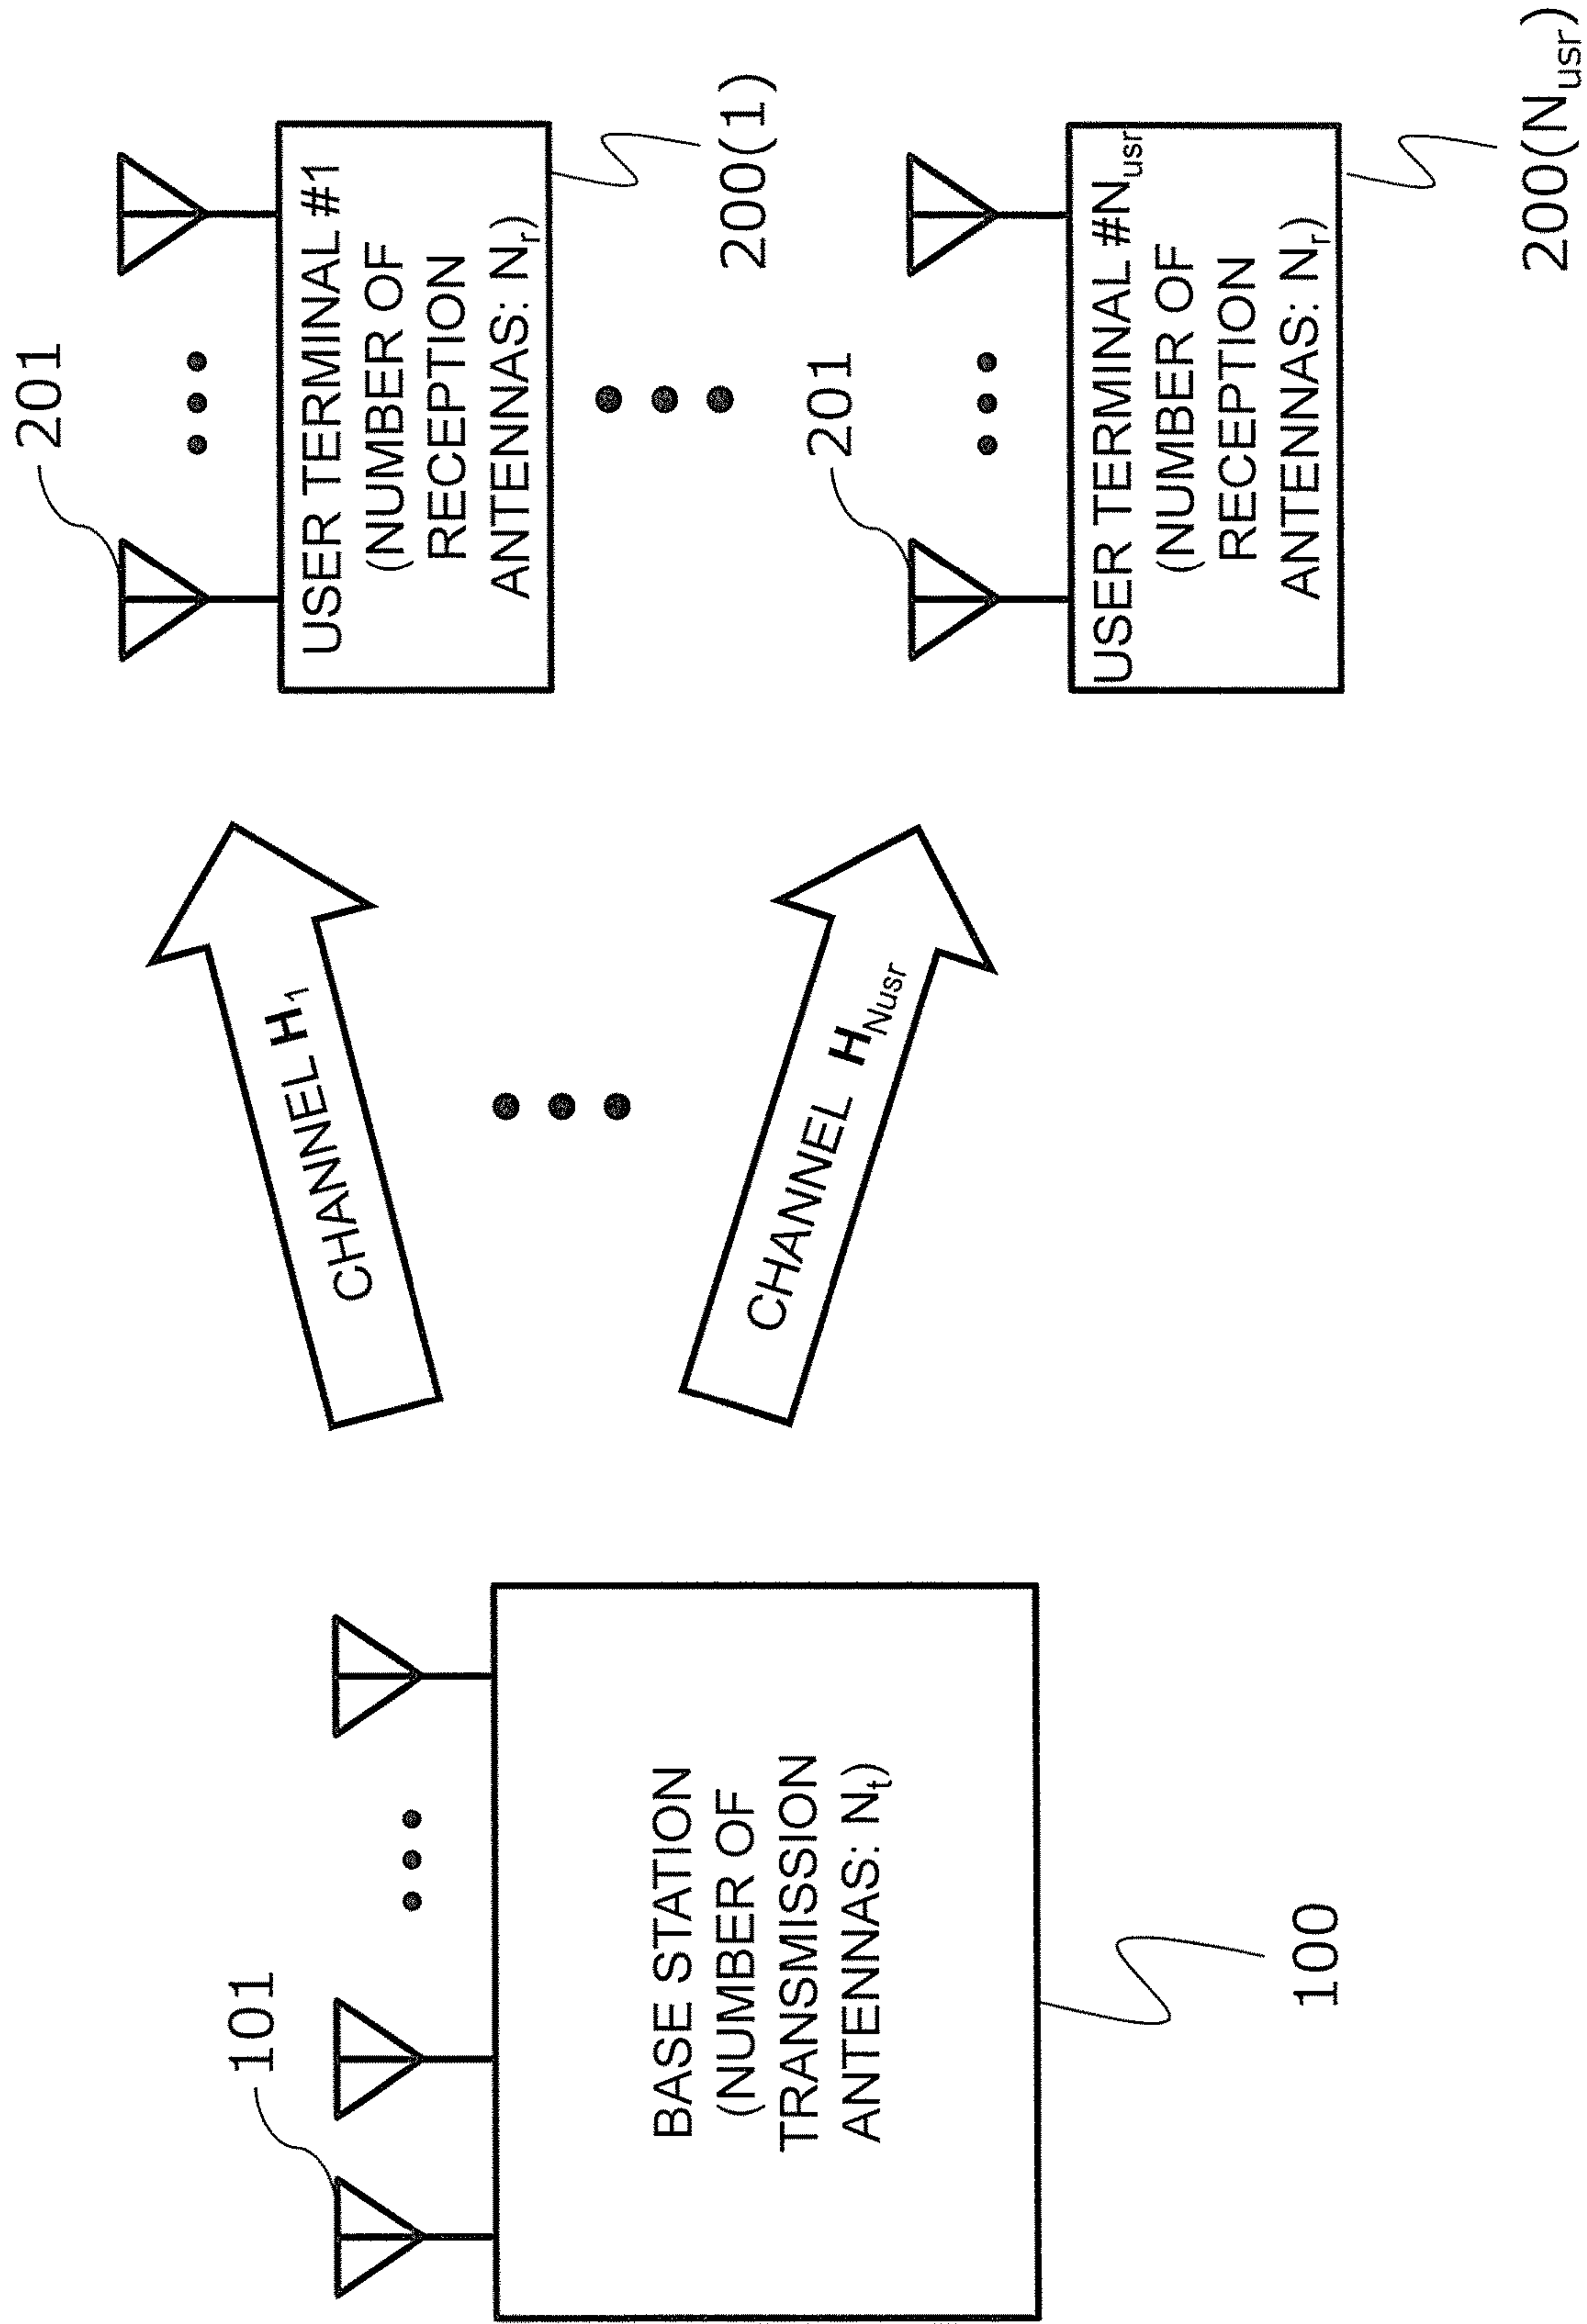 101
BASE STATION
(NUMBER OF
TRANSMISSION
ANTENNAS: Nt)
100
CHANNEL H1
CHANNEL HNusr
201
USER TERMINAL #1
(NUMBER OF
RECEPTION
ANTENNAS: Nr)
200(1)
201
USER TERMINAL #Nusr
(NUMBER OF
RECEPTION
ANTENNAS: Nr)
200(Nusr)